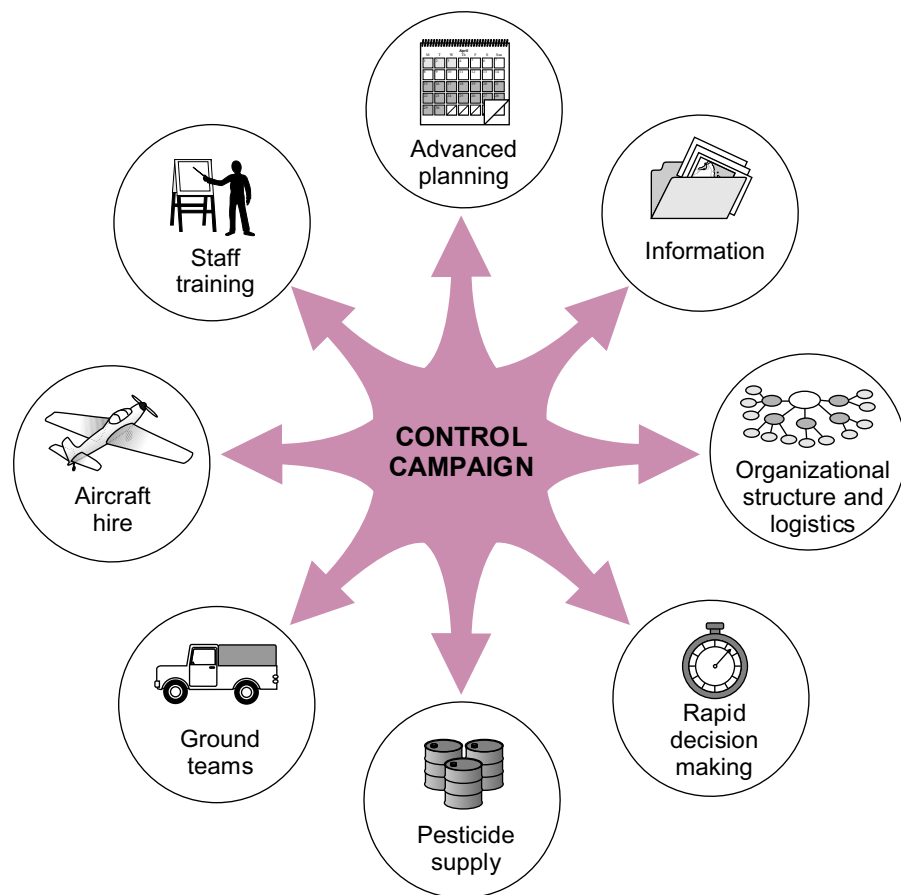 Advanced
planning
Information
Organizational
structure and
logistics
Rapid
decision
making
Pesticide
supply
Ground
teams
Aircraft
hire
Staff
training
CONTROL
CAMPAIGN